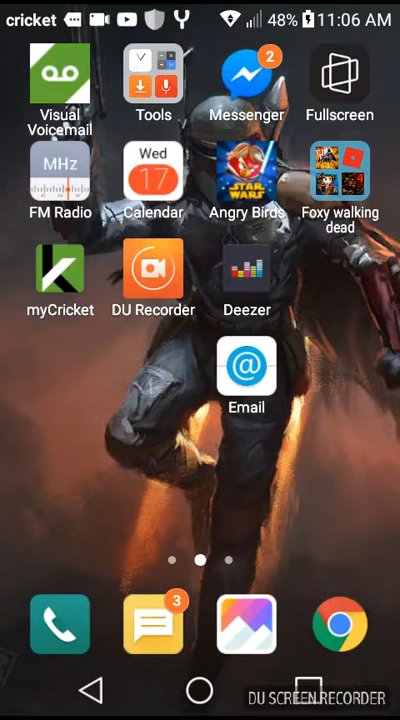 cricket 48% 11:06 AM
2
Visual Voicemail
Tools
Messenger
Fullscreen
MHz
Wed
17
STAR WARS
FM Radio
Calendar
Angry Birds
Foxy walking dead
myCricket
DU Recorder
Deezer
@
Email
3
DU SCREEN RECORDER